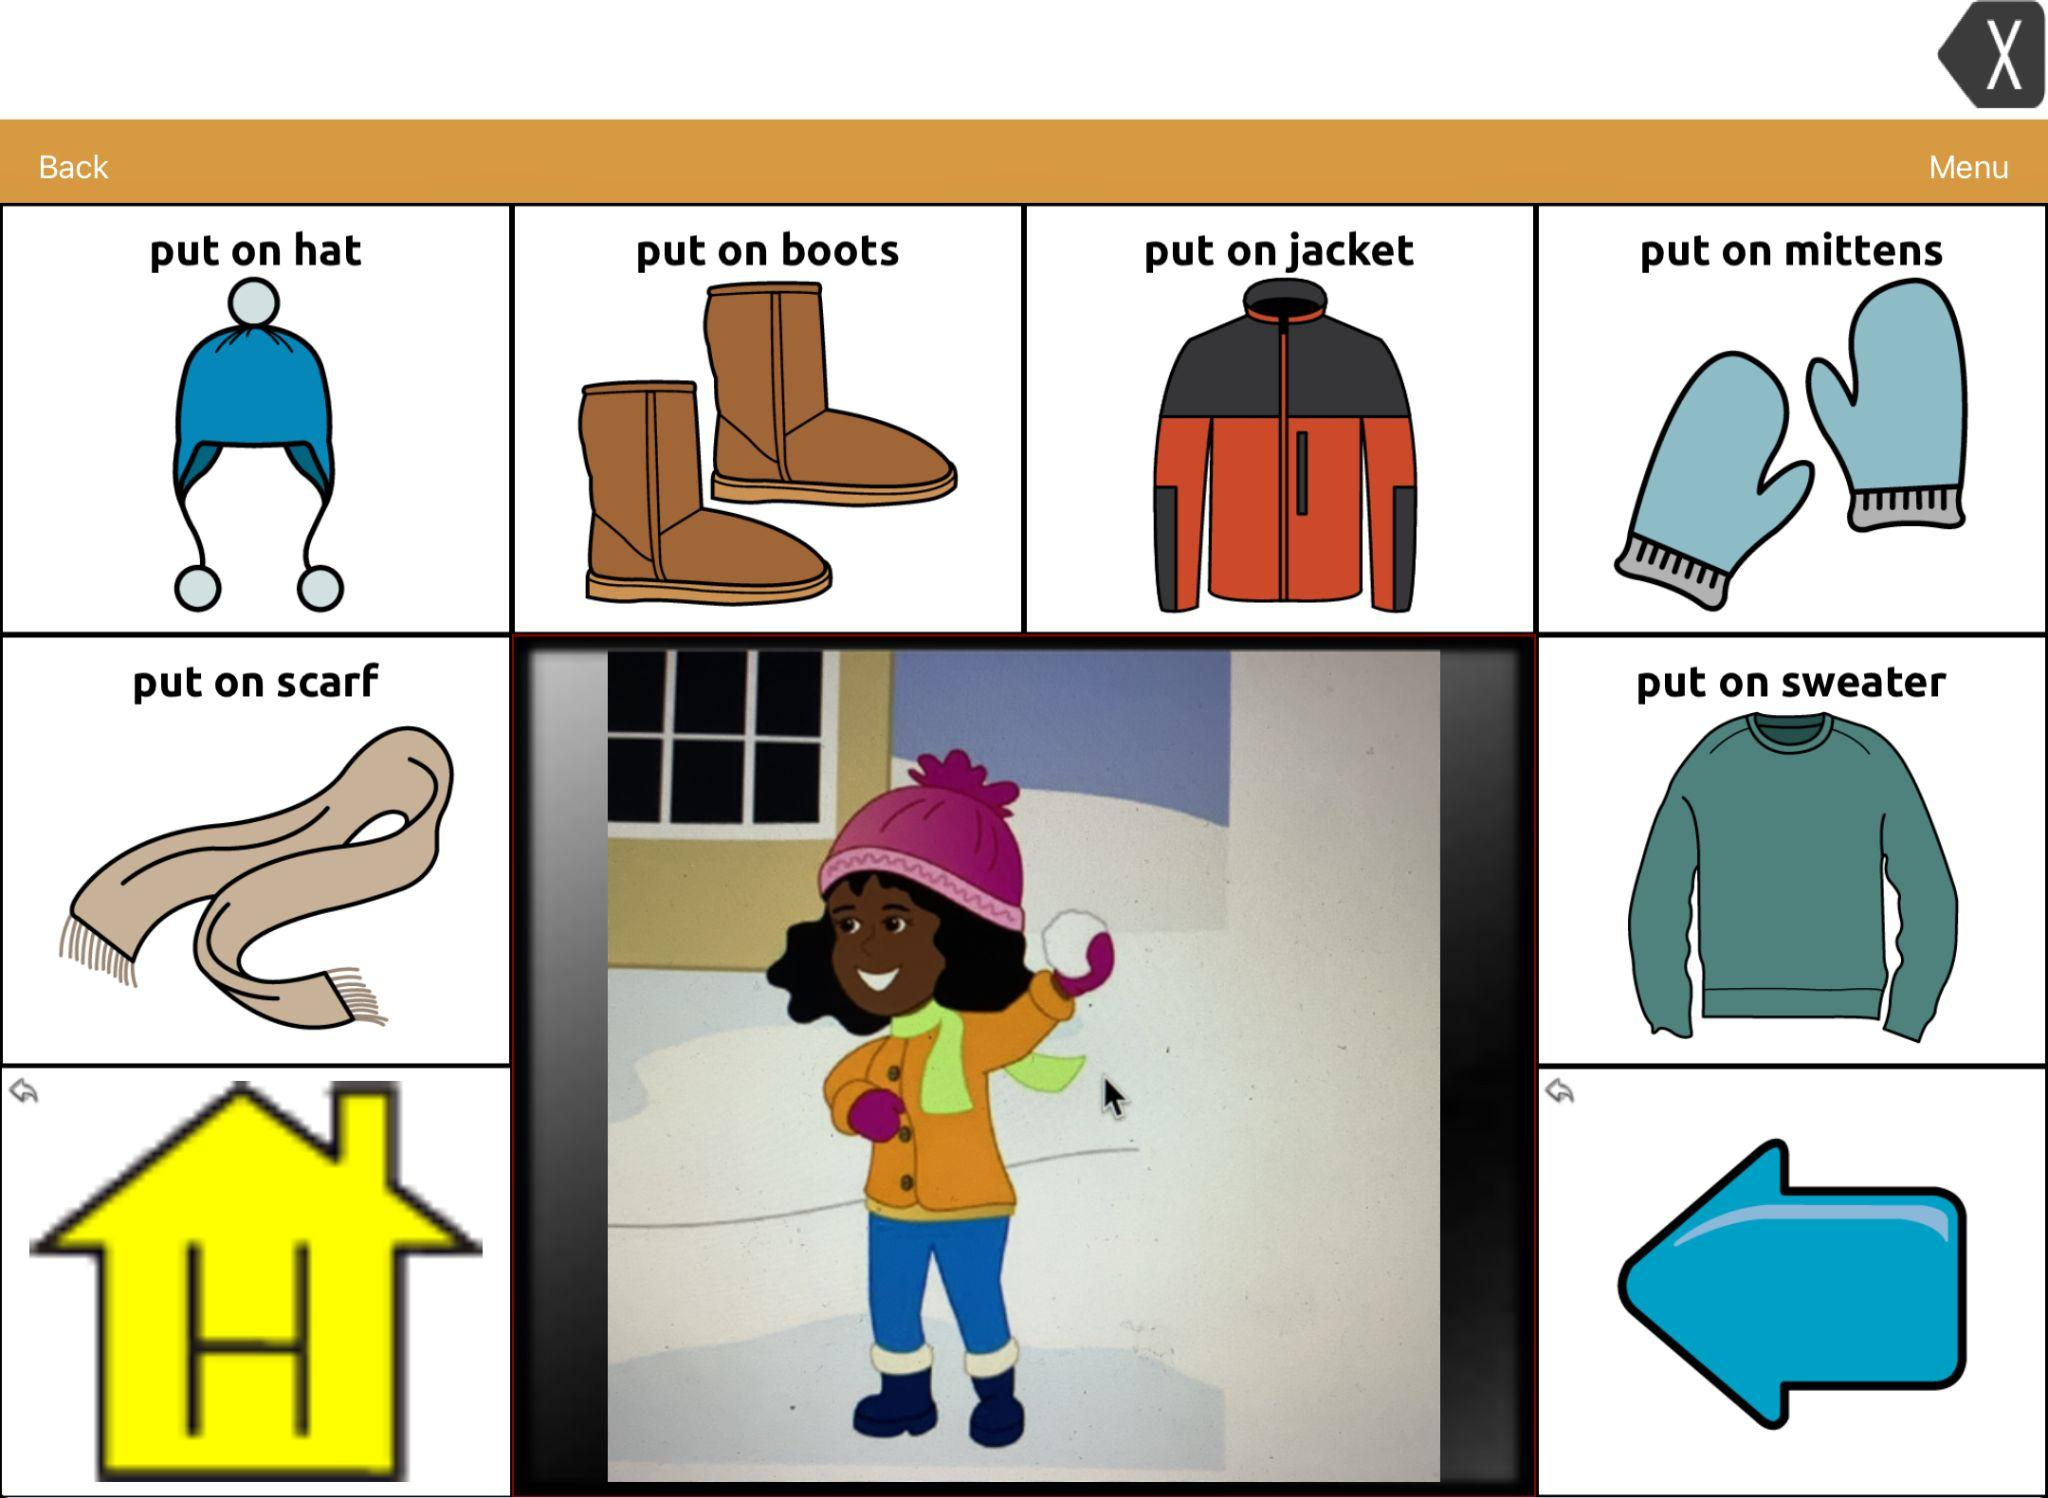 X
Back
Menu
put on hat
put on boots
put on jacket
put on mittens
put on scarf
put on sweater
H